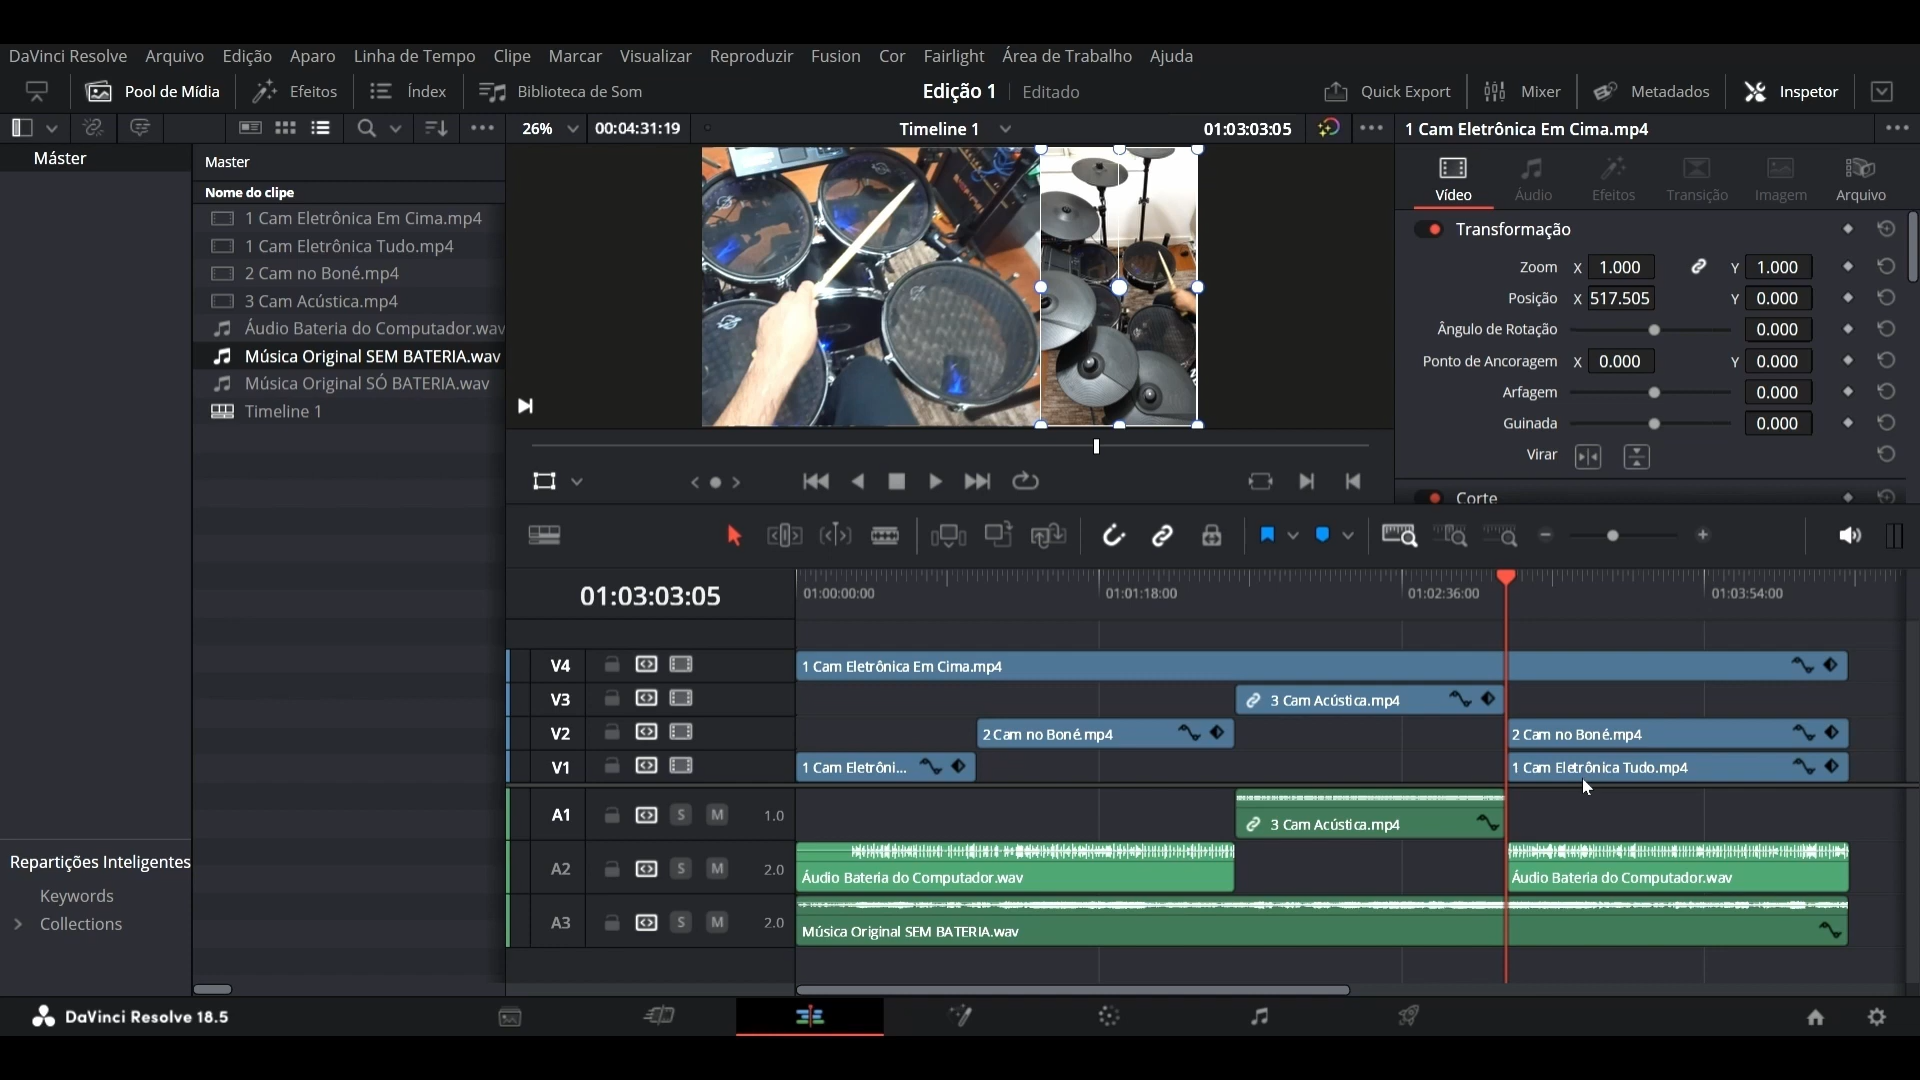 DaVinci Resolve Arquivo Edição Aparo Linha de Tempo Clipe Marcar Visualizar Reproduzir Fusion Cor Fairlight Área de Trabalho Ajuda
Pool de Mídia Efeitos Índex Biblioteca de Som Edição 1 Editado Quick Export Mixer Metadados Inspetor
26% 00:04:31:19 Timeline 1 01:03:03:05 1 Cam Eletrônica Em Cima.mp4
Máster
Master
Nome do clipe
1 Cam Eletrônica Em Cima.mp4
1 Cam Eletrônica Tudo.mp4
2 Cam no Boné.mp4
3 Cam Acústica.mp4
Áudio Bateria do Computador.wav
Música Original SEM BATERIA.wav
Música Original SÓ BATERIA.wav
Timeline 1
Vídeo Áudio Efeitos Transição Imagem Arquivo
Transformação
Zoom X 1.000 Y 1.000
Posição X 517.505 Y 0.000
Ângulo de Rotação 0.000
Ponto de Ancoragem X 0.000 Y 0.000
Arfagem 0.000
Guinada 0.000
Virar
Corte
01:03:03:05
01:00:00:00 01:01:18:00 01:02:36:00 01:03:54:00
V4 1 Cam Eletrônica Em Cima.mp4
V3 3 Cam Acústica.mp4
V2 2 Cam no Boné.mp4 2 Cam no Boné.mp4
V1 1 Cam Eletrôni... 1 Cam Eletrônica Tudo.mp4
A1 S M 1.0 3 Cam Acústica.mp4
A2 S M 2.0 Áudio Bateria do Computador.wav Áudio Bateria do Computador.wav
A3 S M 2.0 Música Original SEM BATERIA.wav
Repartições Inteligentes
Keywords
Collections
DaVinci Resolve 18.5